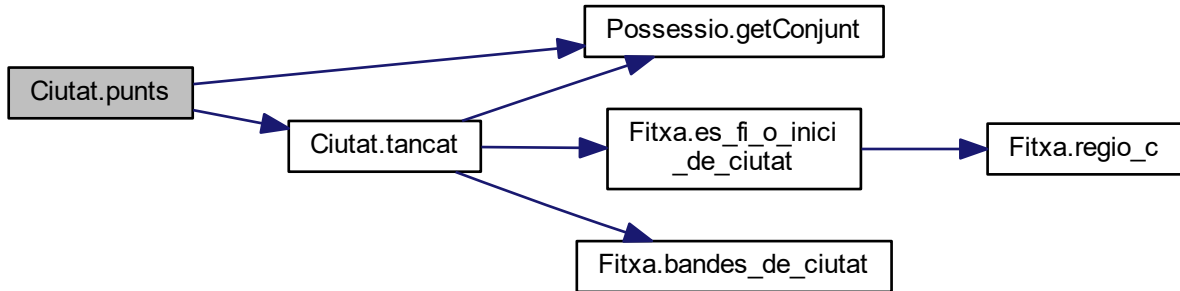 Ciutat.punts
Possessio.getConjunt
Ciutat.tancat
Fitxa.es_fi_o_inici
_de_ciutat
Fitxa.regio_c
Fitxa.bandes_de_ciutat